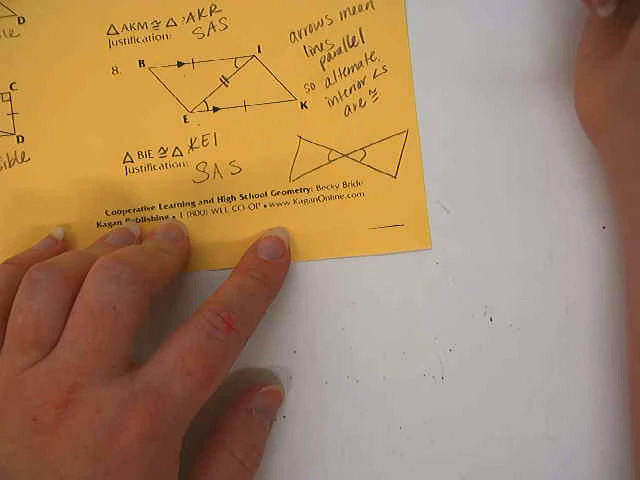 D
△AKM ≅ △ AKR
Justification: SAS
C
D
8.
B
I
E
K
arrows mean
lines
parallel
so alternate
interior <s
are ≅
△ BIE ≅ △ KEI
Justification: SAS
Cooperative Learning and High School Geometry: Becky Bride
Kagan Publishing • 1 (800) WEE CO-OP • www.KaganOnline.com